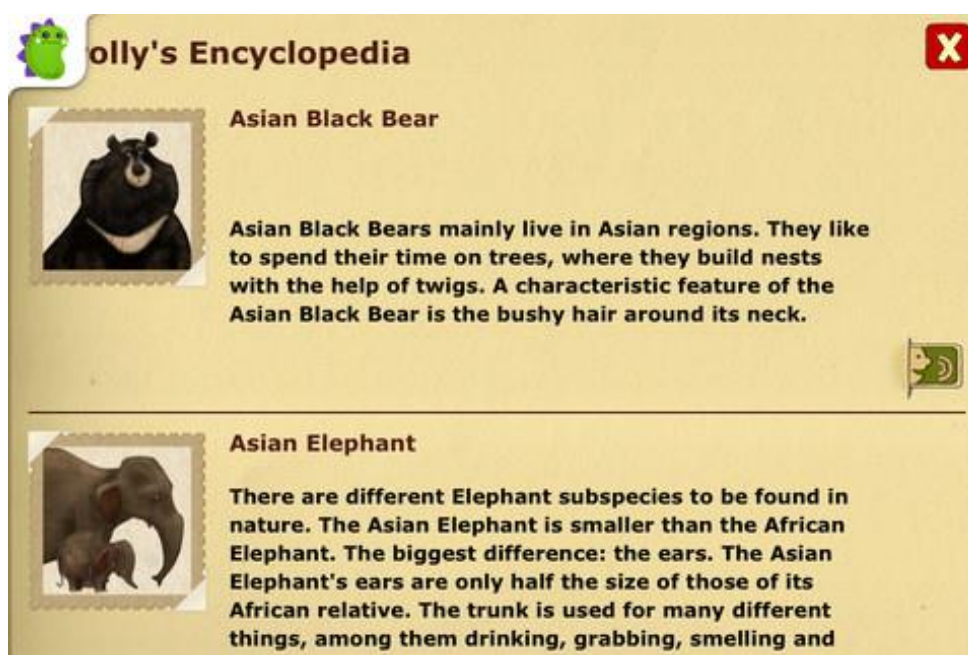 olly's Encyclopedia
X
Asian Black Bear
Asian Black Bears mainly live in Asian regions. They like
to spend their time on trees, where they build nests
with the help of twigs. A characteristic feature of the
Asian Black Bear is the bushy hair around its neck.
Asian Elephant
There are different Elephant subspecies to be found in
nature. The Asian Elephant is smaller than the African
Elephant. The biggest difference: the ears. The Asian
Elephant's ears are only half the size of those of its
African relative. The trunk is used for many different
things, among them drinking, grabbing, smelling and